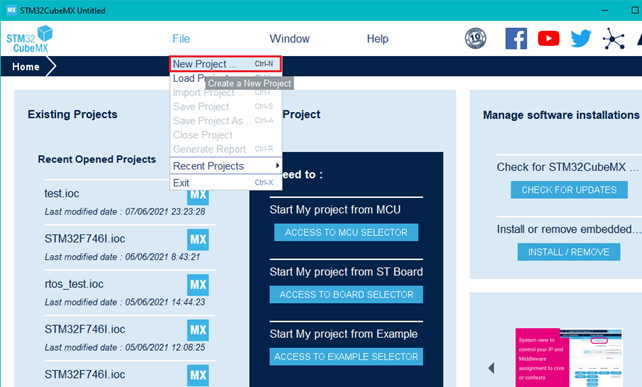 MX STM32CubeMX Untitled
STM32
CubeMX
File Window Help
10
Home
New Project ... Ctrl-N
Load Pro
Create a New Project
Import Project ...
Save Project Ctrl-S
Save Project As .. Ctrl-A
Close Project
Generate Report Ctrl-R
Recent Projects
Exit Ctrl-X
Existing Projects
Recent Opened Projects
test.ioc
Last modified date : 07/06/2021 23:23:28
MX
STM32F746I.ioc
Last modified date : 06/06/2021 8:43:21
MX
rtos_test.ioc
Last modified date : 05/06/2021 14:44:23
MX
STM32F746I.ioc
Last modified date : 05/06/2021 12:08:25
MX
STM32F746I.ioc
MX
Project
eed to :
Start My project from MCU
ACCESS TO MCU SELECTOR
Start My project from ST Board
ACCESS TO BOARD SELECTOR
Start My project from Example
ACCESS TO EXAMPLE SELECTOR
Manage software installations
Check for STM32CubeMX ...
CHECK FOR UPDATES
Install or remove embedded...
INSTALL / REMOVE
System view to
control your IP and
Middleware
assignment to core
or contexts